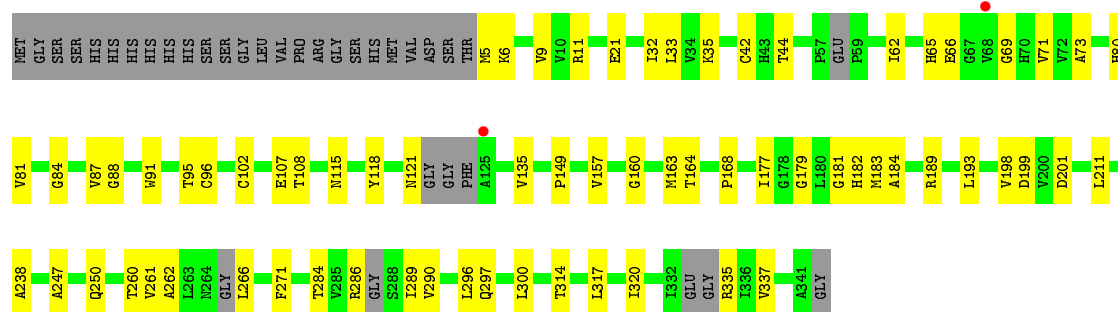 MET GLY SER SER HIS HIS HIS HIS HIS HIS SER SER GLY LEU VAL PRO ARG GLY SER HIS MET VAL ASP SER THR M5 K6 V9 V10 R11 E21 I32 L33 V34 K35 C42 H43 T44 P57 GLU P59 I62 H65 E66 G67 V68 G69 H70 V71 V72 A73 H80
V81 G84 V87 G88 W91 T95 C96 C102 E107 T108 N115 Y118 N121 GLY GLY PHE A125 V135 P149 V157 G160 M163 T164 P168 I177 G178 G179 L180 G181 H182 M183 A184 R189 L193 V198 D199 V200 D201 L211
A238 A247 Q250 T260 V261 A262 L263 N264 GLY L266 F271 T284 V285 R286 GLY S288 I289 V290 L296 Q297 L300 T314 L317 I320 I332 GLU GLY R335 I336 V337 A341 GLY